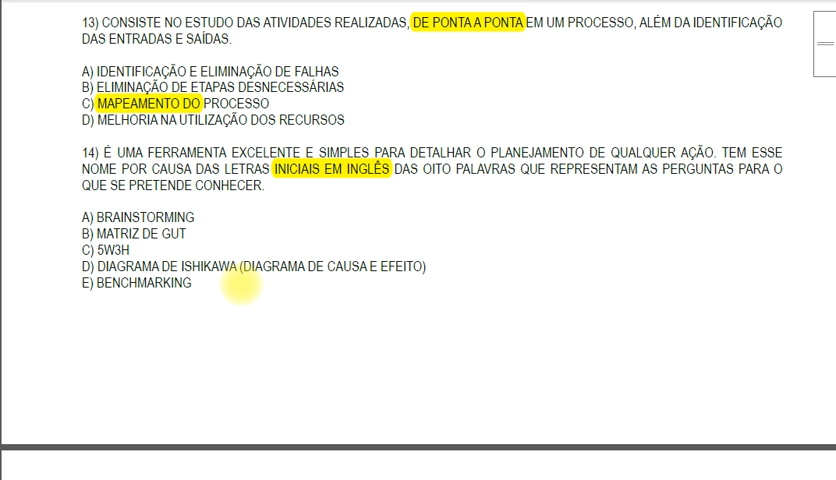 13) CONSISTE NO ESTUDO DAS ATIVIDADES REALIZADAS, DE PONTA A PONTA EM UM PROCESSO, ALÉM DA IDENTIFICAÇÃO
DAS ENTRADAS E SAÍDAS.
A) IDENTIFICAÇÃO E ELIMINAÇÃO DE FALHAS
B) ELIMINAÇÃO DE ETAPAS DESNECESSÁRIAS
C) MAPEAMENTO DO PROCESSO
D) MELHORIA NA UTILIZAÇÃO DOS RECURSOS
14) É UMA FERRAMENTA EXCELENTE E SIMPLES PARA DETALHAR O PLANEJAMENTO DE QUALQUER AÇÃO. TEM ESSE
NOME POR CAUSA DAS LETRAS INICIAIS EM INGLÊS DAS OITO PALAVRAS QUE REPRESENTAM AS PERGUNTAS PARA O
QUE SE PRETENDE CONHECER.
A) BRAINSTORMING
B) MATRIZ DE GUT
C) 5W3H
D) DIAGRAMA DE ISHIKAWA (DIAGRAMA DE CAUSA E EFEITO)
E) BENCHMARKING